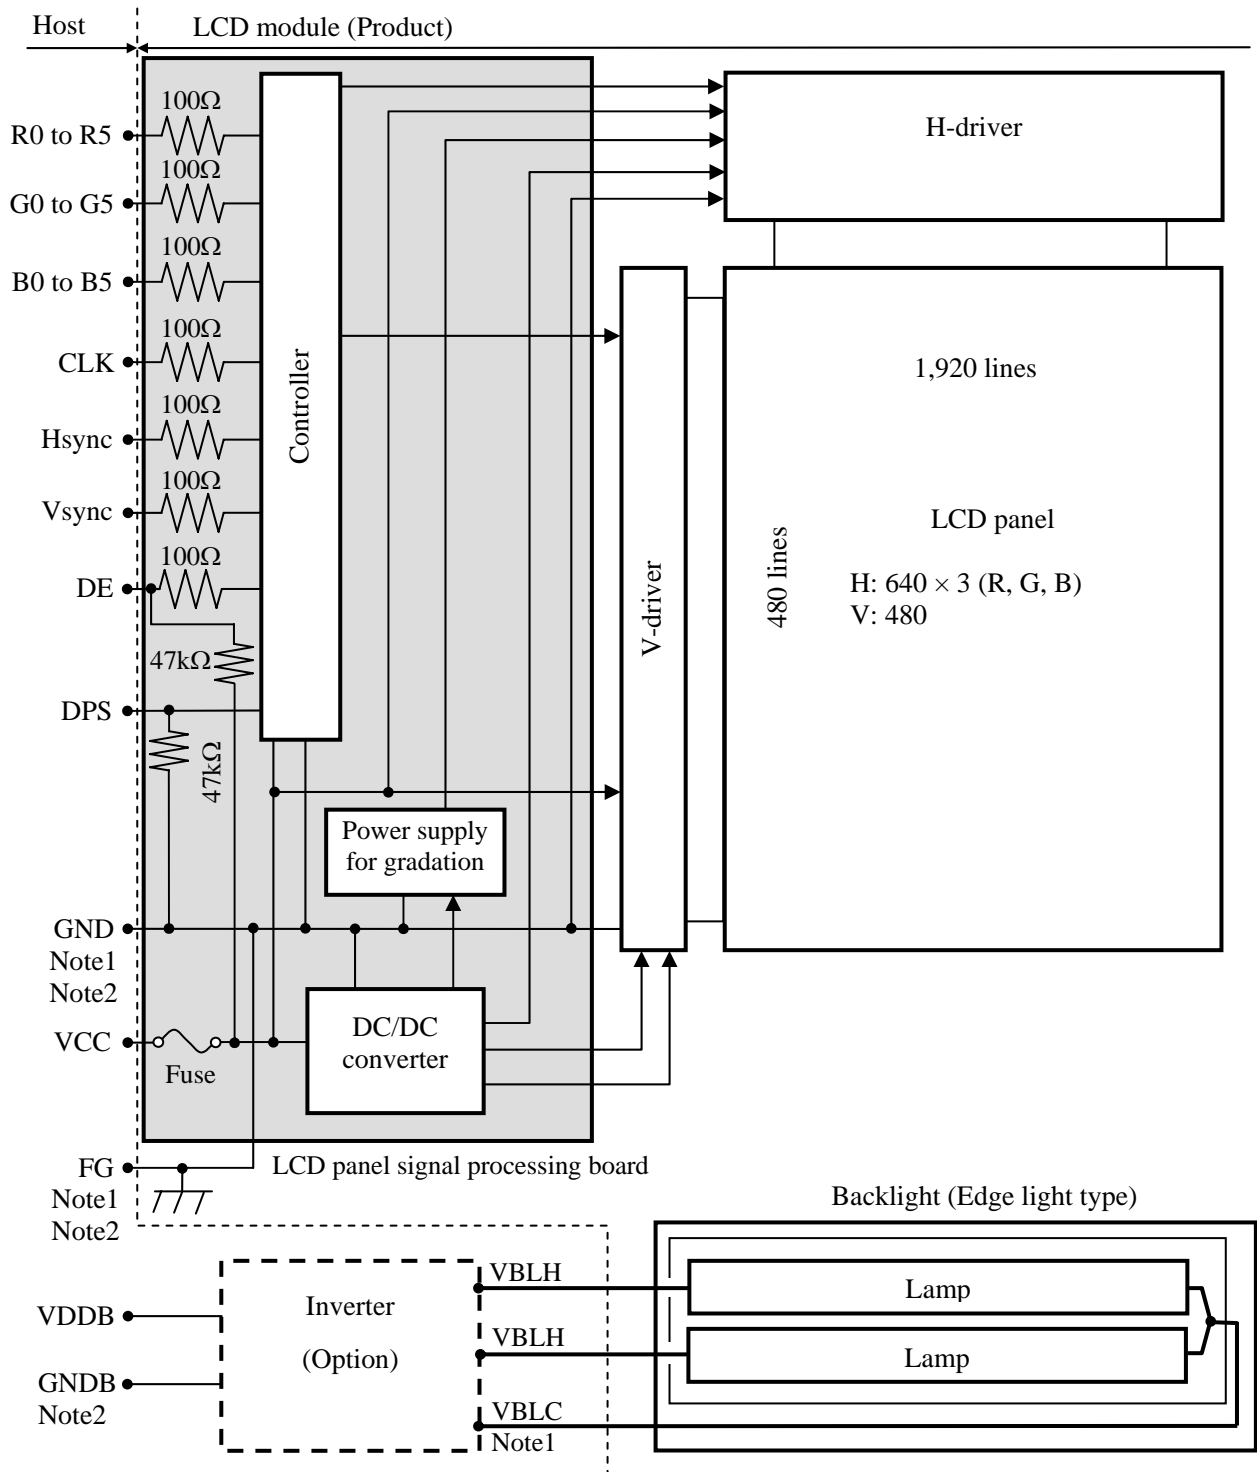 Host
LCD module (Product)
100Ω
R0 to R5
100Ω
G0 to G5
100Ω
B0 to B5
100Ω
CLK
100Ω
Hsync
100Ω
Vsync
100Ω
DE
47kΩ
DPS
47kΩ
Controller
H-driver
V-driver
1,920 lines
480 lines
LCD panel
H: 640 × 3 (R, G, B)
V: 480
Power supply
for gradation
GND
Note1
Note2
VCC
Fuse
DC/DC
converter
FG
Note1
Note2
LCD panel signal processing board
Backlight (Edge light type)
VDDB
GNDB
Note2
Inverter
(Option)
VBLH
Lamp
VBLH
Lamp
VBLC
Note1